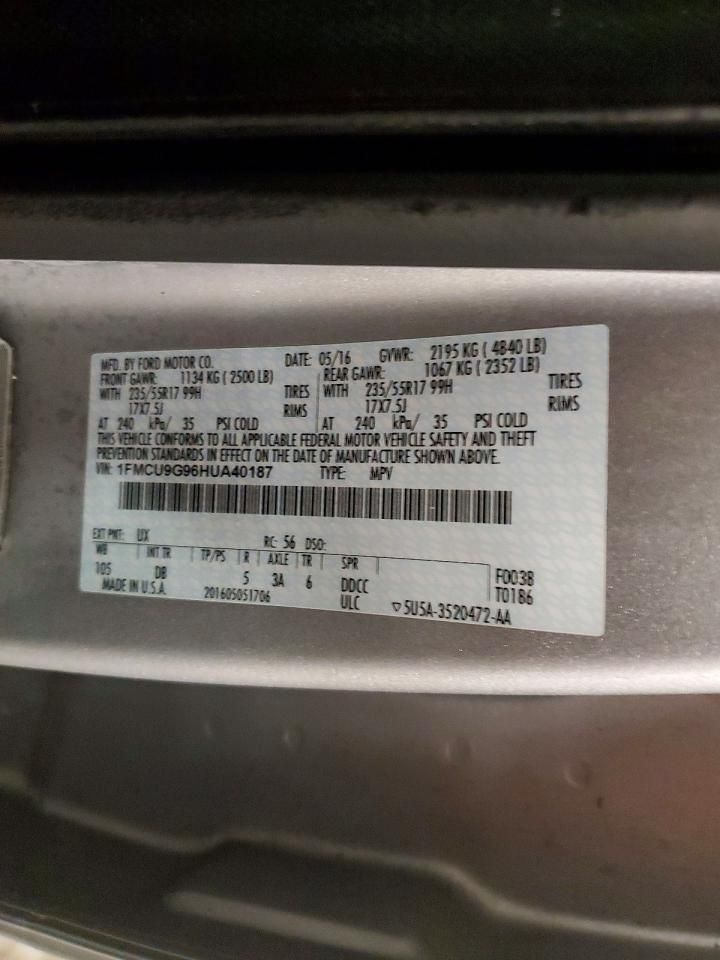 MFD. BY FORD MOTOR CO. DATE: 05/16 GVWR: 2195 KG ( 4840 LB)
FRONT GAWR: 1134 KG ( 2500 LB) REAR GAWR: 1067 KG ( 2352 LB)
WITH 235/55R17 99H TIRES WITH 235/55R17 99H TIRES
17X7.5J RIMS 17X7.5J RIMS
AT 240 kPa/ 35 PSI COLD AT 240 kPa/ 35 PSI COLD
THIS VEHICLE CONFORMS TO ALL APPLICABLE FEDERAL MOTOR VEHICLE SAFETY AND THEFT
PREVENTION STANDARDS IN EFFECT ON THE DATE OF MANUFACTURE SHOWN ABOVE.
VIN: 1FMCU9G96HUA40187 TYPE: MPV
EXT PNT: UX RC: 56 DSO:
WB INT TR TP/PS R AXLE TR SPR
105 DB 5 3A 6 DDCC F0038
MADE IN U.S.A. 201605051706 ULC T0186
▽5U5A-3520472-AA